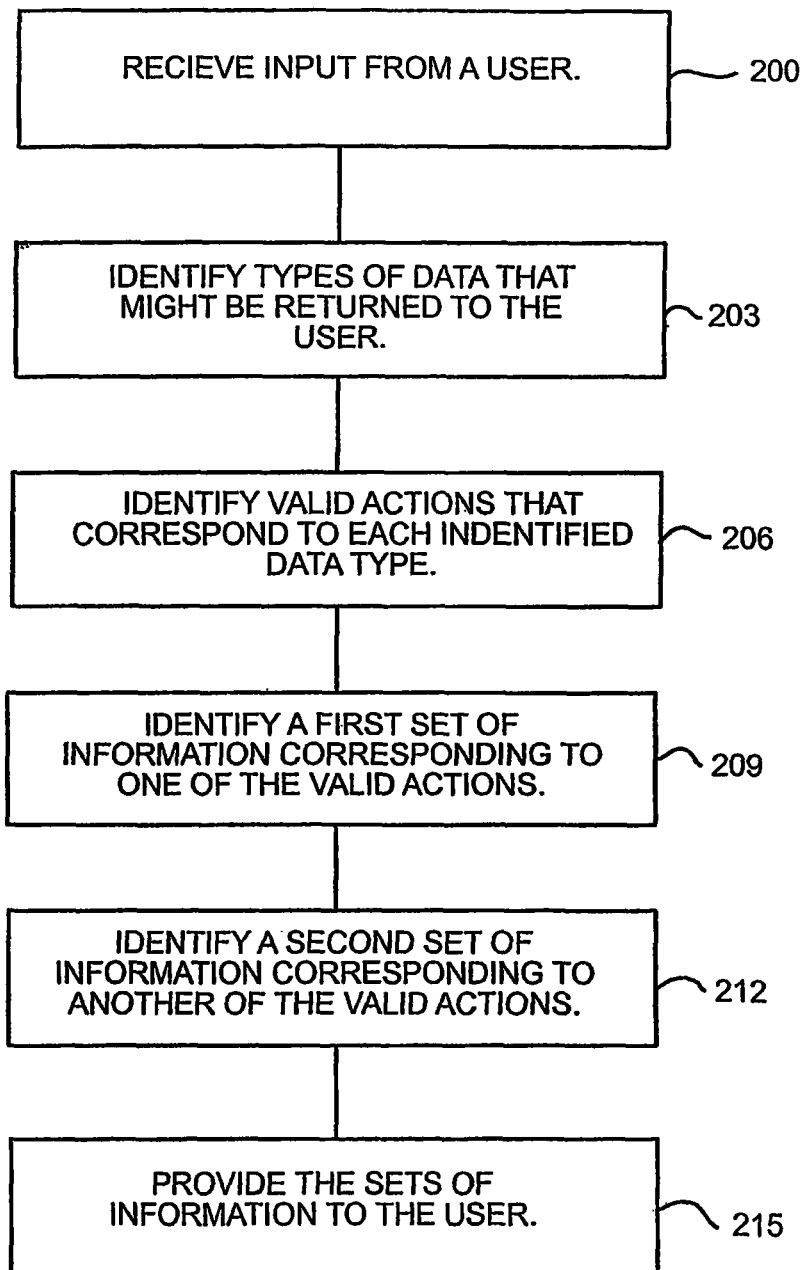 RECIEVE INPUT FROM A USER.
200
IDENTIFY TYPES OF DATA THAT
MIGHT BE RETURNED TO THE
USER.
203
IDENTIFY VALID ACTIONS THAT
CORRESPOND TO EACH INDENTIFIED
DATA TYPE.
206
IDENTIFY A FIRST SET OF
INFORMATION CORRESPONDING TO
ONE OF THE VALID ACTIONS.
209
IDENTIFY A SECOND SET OF
INFORMATION CORRESPONDING TO
ANOTHER OF THE VALID ACTIONS.
212
PROVIDE THE SETS OF
INFORMATION TO THE USER.
215